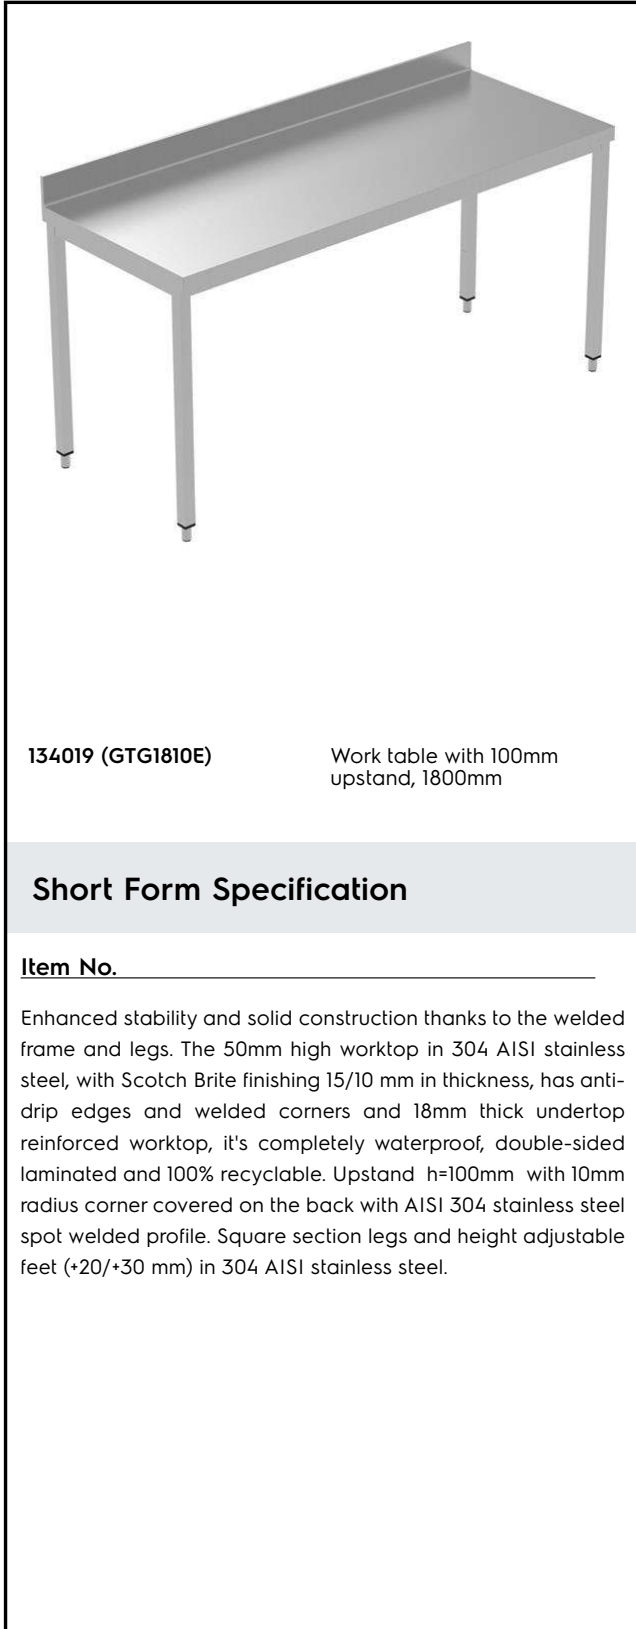 134019 (GTG1810E)
Work table with 100mm
upstand, 1800mm
Short Form Specification
Item No.
Enhanced stability and solid construction thanks to the welded
frame and legs. The 50mm high worktop in 304 AISI stainless
steel, with Scotch Brite finishing 15/10 mm in thickness, has anti-
drip edges and welded corners and 18mm thick undertop
reinforced worktop, it's completely waterproof, double-sided
laminated and 100% recyclable. Upstand h=100mm with 10mm
radius corner covered on the back with AISI 304 stainless steel
spot welded profile. Square section legs and height adjustable
feet (+20/+30 mm) in 304 AISI stainless steel.